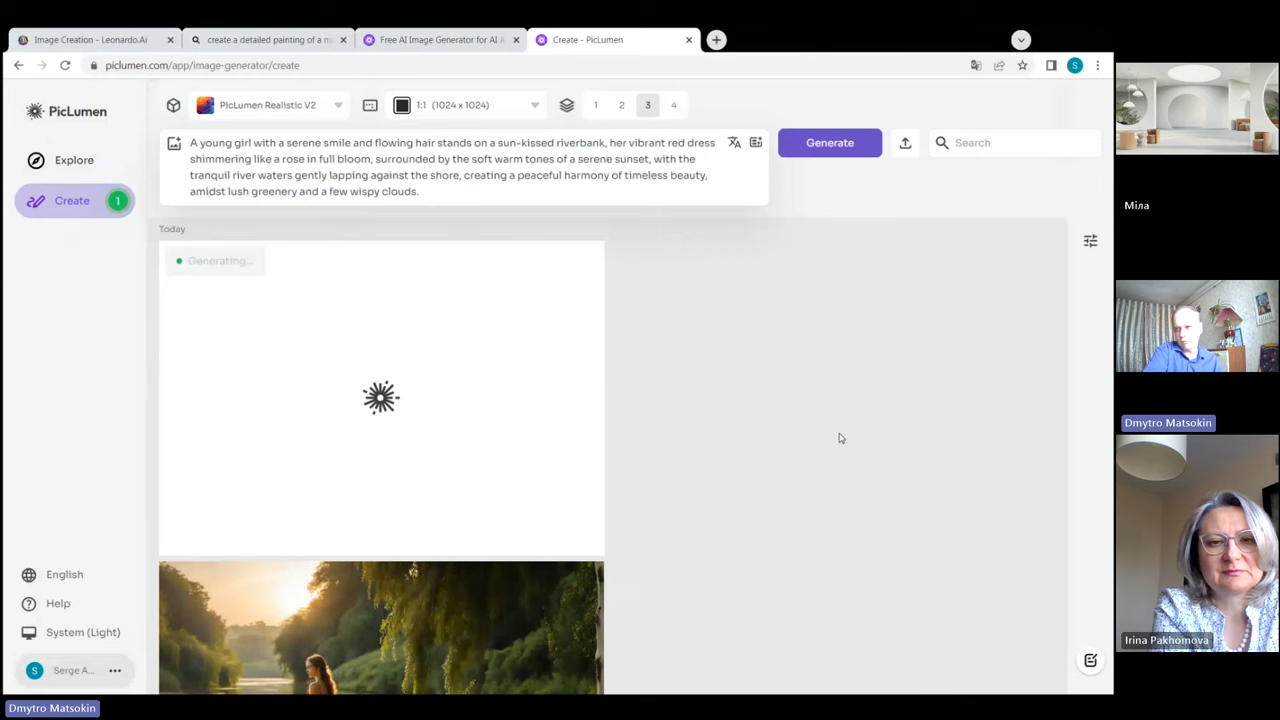 Image Creation - Leonardo.Ai
create a detailed painting of a m
Free AI Image Generator for AI A
Create - PicLumen
piclumen.com/app/image-generator/create
S
PicLumen
Explore
Create 1
PicLumen Realistic V2
1:1 (1024 x 1024)
1 2 3 4
A young girl with a serene smile and flowing hair stands on a sun-kissed riverbank, her vibrant red dress
shimmering like a rose in full bloom, surrounded by the soft warm tones of a serene sunset, with the
tranquil river waters gently lapping against the shore, creating a peaceful harmony of timeless beauty,
amidst lush greenery and a few wispy clouds.
Generate
Search
Today
Generating...
English
Help
System (Light)
S Serge A...
Міла
Dmytro Matsokin
Irina Pakhomova
Dmytro Matsokin